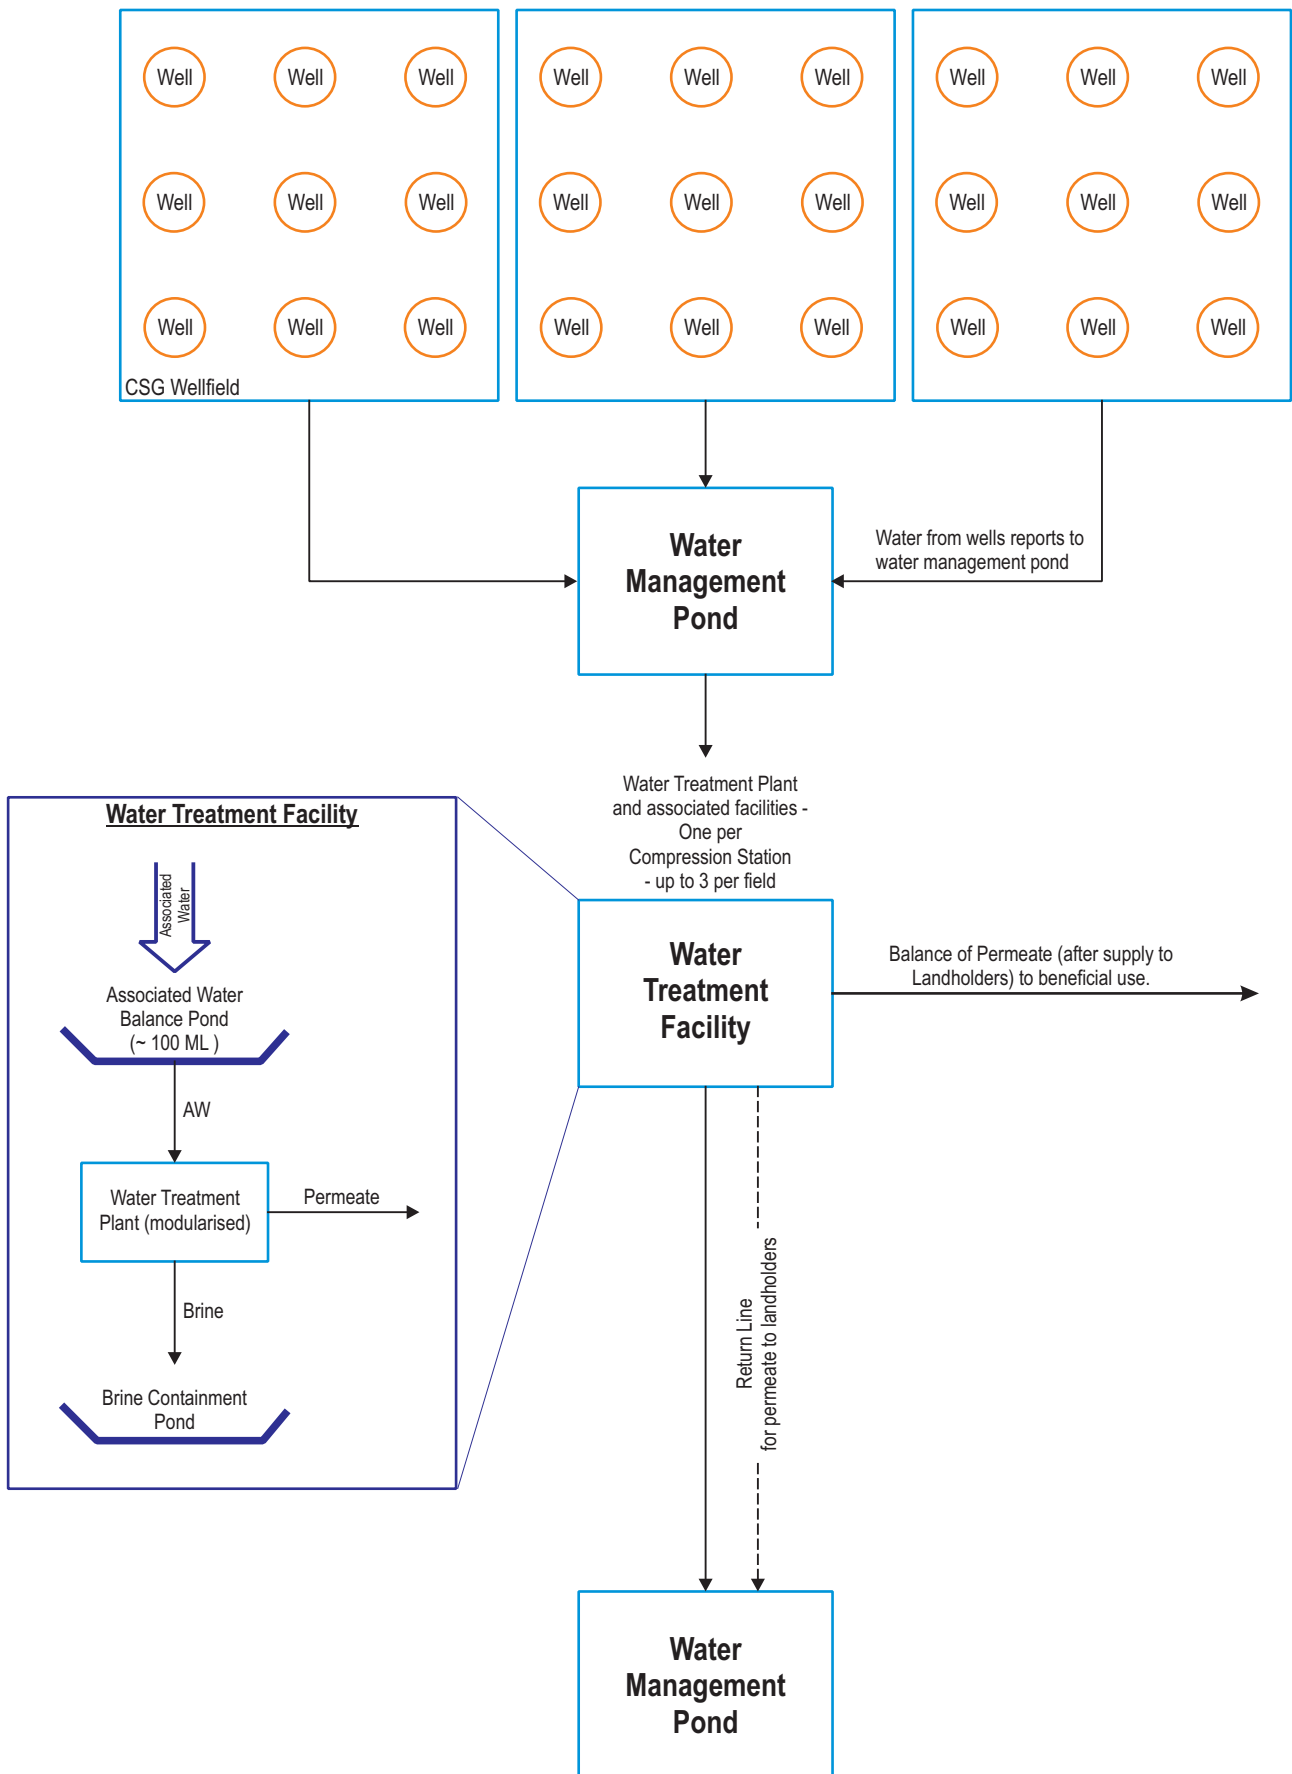 Well Well Well Well Well Well Well Well Well
Well Well Well Well Well Well Well Well Well
Well Well Well Well Well Well Well Well Well
CSG Wellfield
Water
Management
Pond
Water from wells reports to
water management pond
Water Treatment Plant
and associated facilities -
One per
Compression Station
- up to 3 per field
Water Treatment Facility
Associated
Water
Associated Water
Balance Pond
(~ 100 ML )
AW
Water Treatment
Plant (modularised)
Permeate
Brine
Brine Containment
Pond
Water
Treatment
Facility
Balance of Permeate (after supply to
Landholders) to beneficial use.
Return Line
for permeate to landholders
Water
Management
Pond